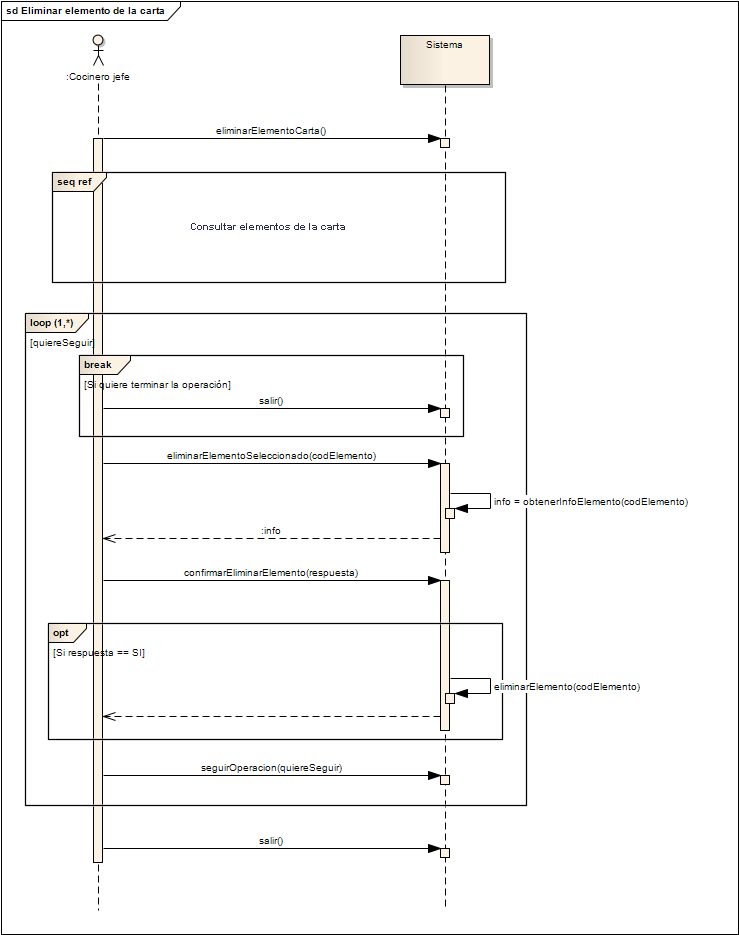 sd Eliminar elemento de la carta
:Cocinero jefe
Sistema
eliminarElementoCarta()
seq ref
Consultar elementos de la carta
loop (1,*)
[quiereSeguir]
break
[Si quiere terminar la operación]
salir()
eliminarElementoSeleccionado(codElemento)
info = obtenerInfoElemento(codElemento)
:info
confirmarEliminarElemento(respuesta)
opt
[Si respuesta == SI]
eliminarElemento(codElemento)
seguirOperacion(quiereSeguir)
salir()